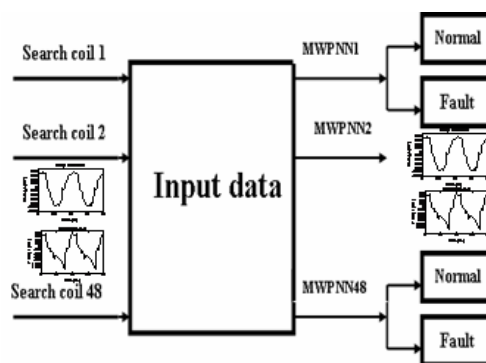 Search coil 1
MWPNN1
Normal
Fault
Search coil 2
MWPNN2
Input data
Search coil 48
MWPNN48
Normal
Fault